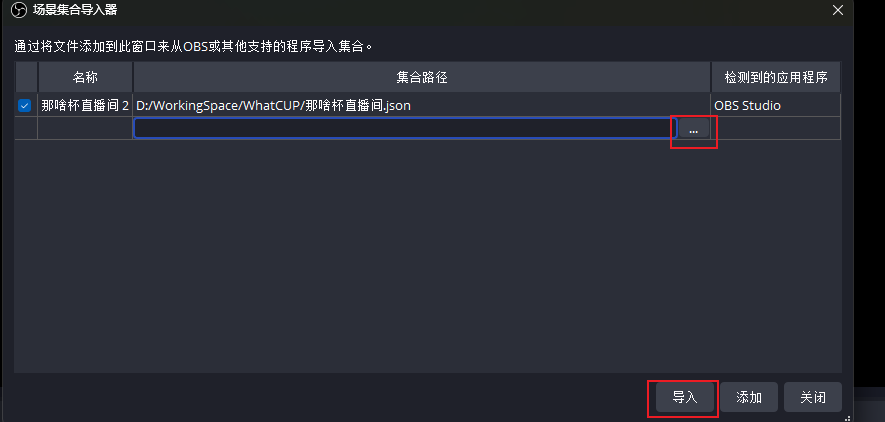 场景集合导入器
通过将文件添加到此窗口来从OBS或其他支持的程序导入集合。
名称 集合路径 检测到的应用程序
那啥杯直播间 2 D:/WorkingSpace/WhatCUP/那啥杯直播间.json OBS Studio
...
导入 添加 关闭